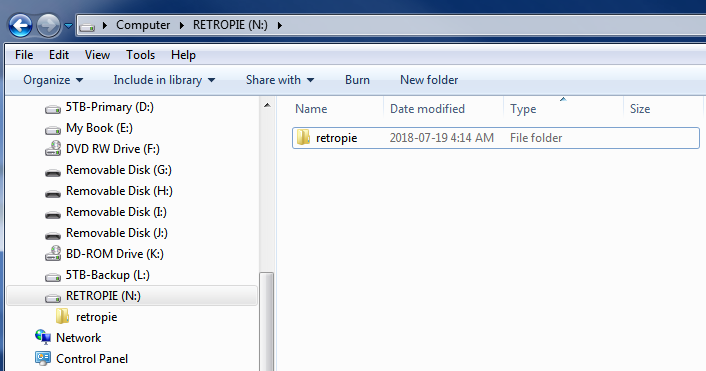 Computer RETROPIE (N:)
File Edit View Tools Help
Organize Include in library Share with Burn New folder
5TB-Primary (D:)
My Book (E:)
DVD RW Drive (F:)
Removable Disk (G:)
Removable Disk (H:)
Removable Disk (I:)
Removable Disk (J:)
BD-ROM Drive (K:)
5TB-Backup (L:)
RETROPIE (N:)
retropie
Network
Control Panel
Name Date modified Type Size
retropie 2018-07-19 4:14 AM File folder